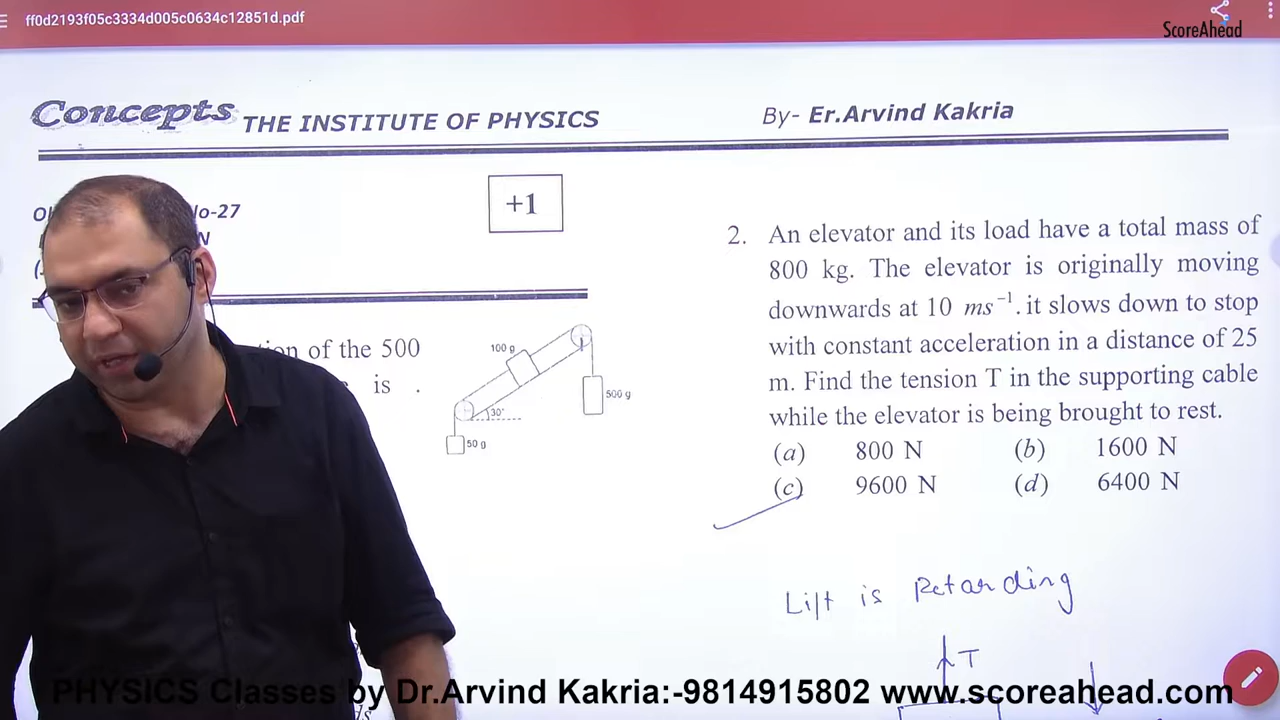 ff0d2193f05c3334d005c0634c12851d.pdf
ScoreAhead
Concepts THE INSTITUTE OF PHYSICS
By- Er.Arvind Kakria
No-27
+1
N
ion of the 500
is .
100 g
500 g
30°
50 g
2. An elevator and its load have a total mass of
800 kg. The elevator is originally moving
downwards at 10 ms⁻¹. it slows down to stop
with constant acceleration in a distance of 25
m. Find the tension T in the supporting cable
while the elevator is being brought to rest.
(a) 800 N (b) 1600 N
(c) 9600 N (d) 6400 N
Lift is Retarding
T
PHYSICS Classes by Dr.Arvind Kakria:-9814915802 www.scoreahead.com